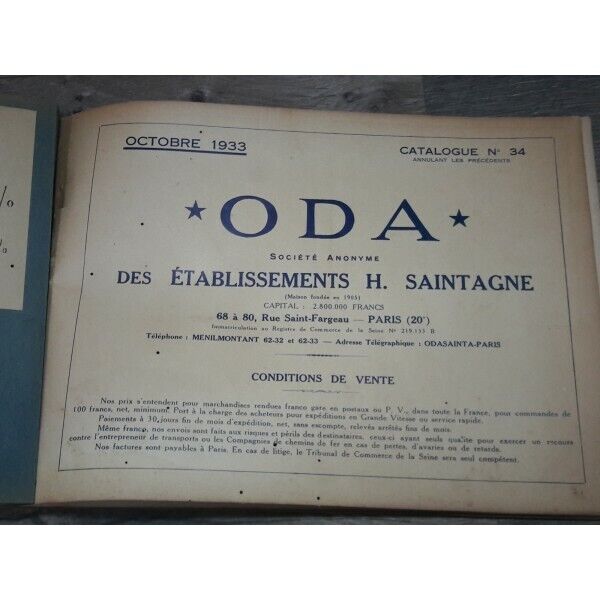 OCTOBRE 1933
CATALOGUE N° 34
ANNULANT LES PRÉCÉDENTS
★ODA★
SOCIÉTÉ ANONYME
DES ÉTABLISSEMENTS H. SAINTAGNE
(Maison fondée en 1905)
CAPITAL : 2.800.000 FRANCS
68 à 80, Rue Saint-Fargeau — PARIS (20e)
Immatriculation au Registre de Commerce de la Seine N° 219.133 B
Téléphone : MENILMONTANT 62-32 et 62-33 — Adresse Télégraphique : ODASAINTA-PARIS
CONDITIONS DE VENTE
Nos prix s'entendent pour marchandises rendues franco gare en postaux ou P. V., dans toute la France, pour commandes de
100 francs, net, minimum. Port à la charge des acheteurs pour expéditions en Grande Vitesse ou service rapide.
Paiements à 30 jours fin de mois d'expédition, net, sans escompte, relevés arrêtés fins de mois.
Même franco, nos envois sont faits aux risques et périls des destinataires, ceux-ci ayant seuls qualité pour exercer un recours
contre l'entrepreneur de transports ou les Compagnies de chemins de fer en cas de pertes, d'avaries ou de retards.
Nos factures sont payables à Paris. En cas de litige, le Tribunal de Commerce de la Seine sera seul compétent.